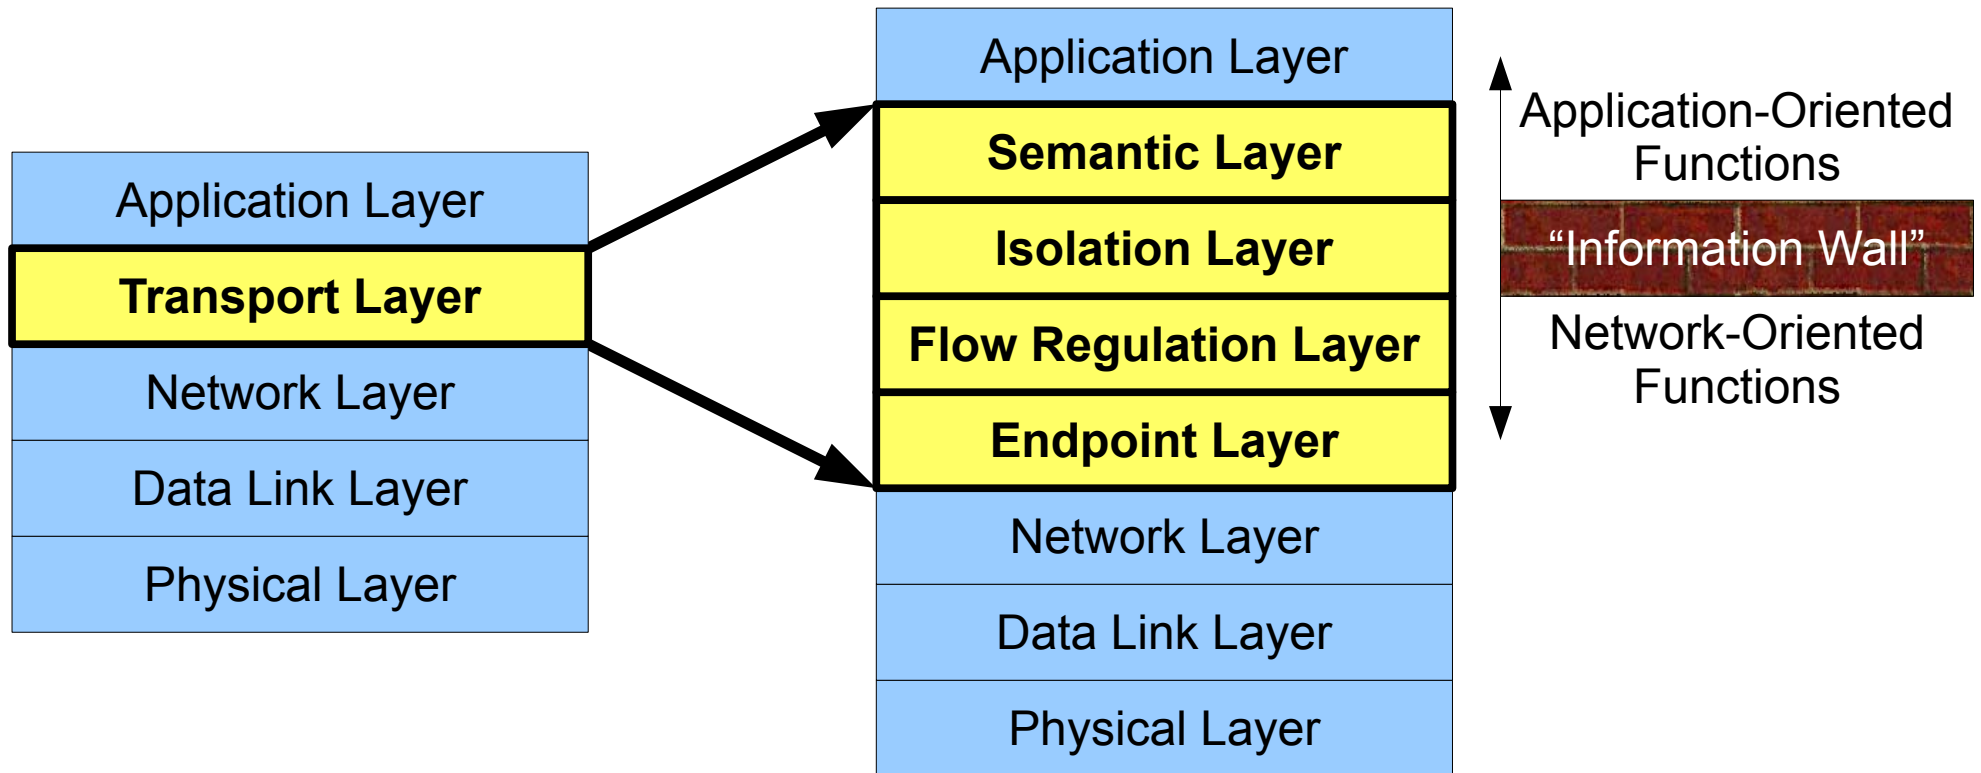 Application Layer
Transport Layer
Network Layer
Data Link Layer
Physical Layer
Application Layer
Semantic Layer
Isolation Layer
Flow Regulation Layer
Endpoint Layer
Network Layer
Data Link Layer
Physical Layer
Application-Oriented
Functions
“Information Wall”
Network-Oriented
Functions